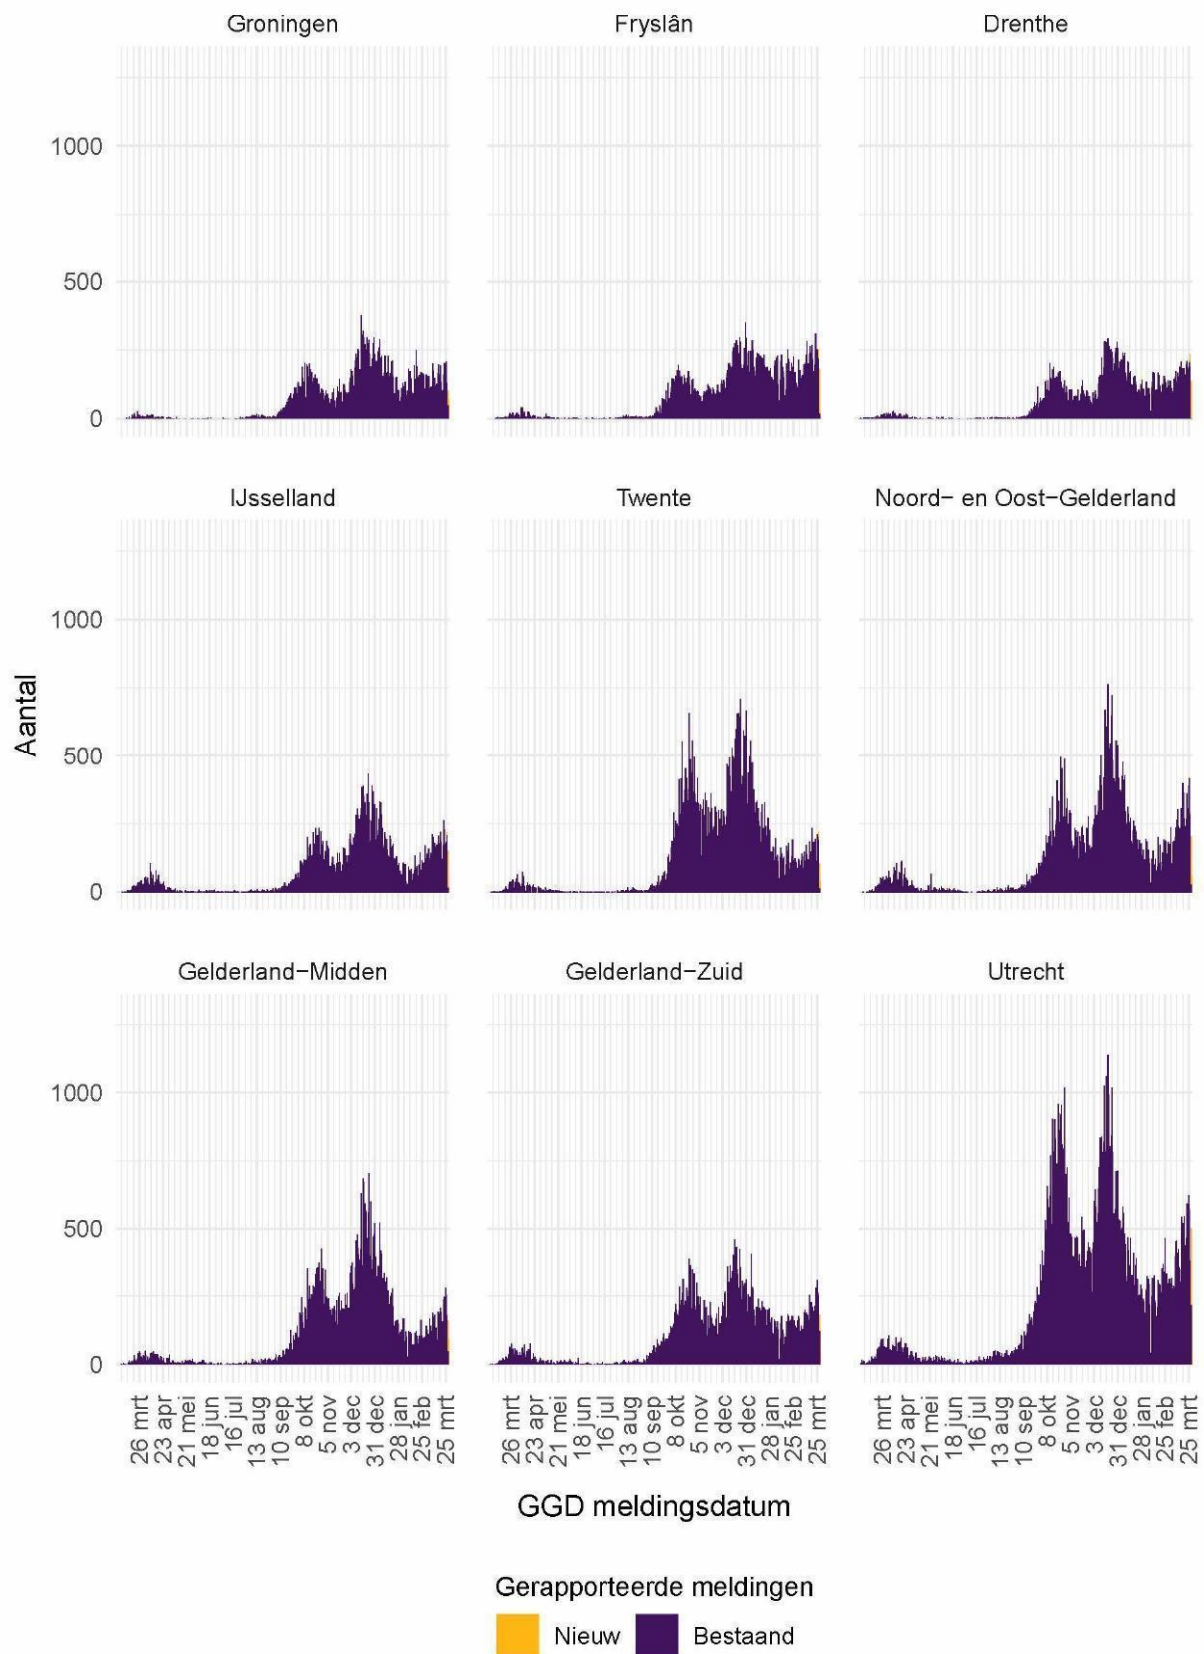 Groningen Fryslân Drenthe
1000
500
0
IJsselland Twente Noord- en Oost-Gelderland
1000
500
0
Aantal
Gelderland-Midden Gelderland-Zuid Utrecht
1000
500
0
26 mrt 23 apr 21 mei 18 jun 16 jul 13 aug 10 sep 8 okt 5 nov 3 dec 31 dec 28 jan 25 feb 25 mrt
26 mrt 23 apr 21 mei 18 jun 16 jul 13 aug 10 sep 8 okt 5 nov 3 dec 31 dec 28 jan 25 feb 25 mrt
26 mrt 23 apr 21 mei 18 jun 16 jul 13 aug 10 sep 8 okt 5 nov 3 dec 31 dec 28 jan 25 feb 25 mrt
GGD meldingsdatum
Gerapporteerde meldingen
Nieuw Bestaand